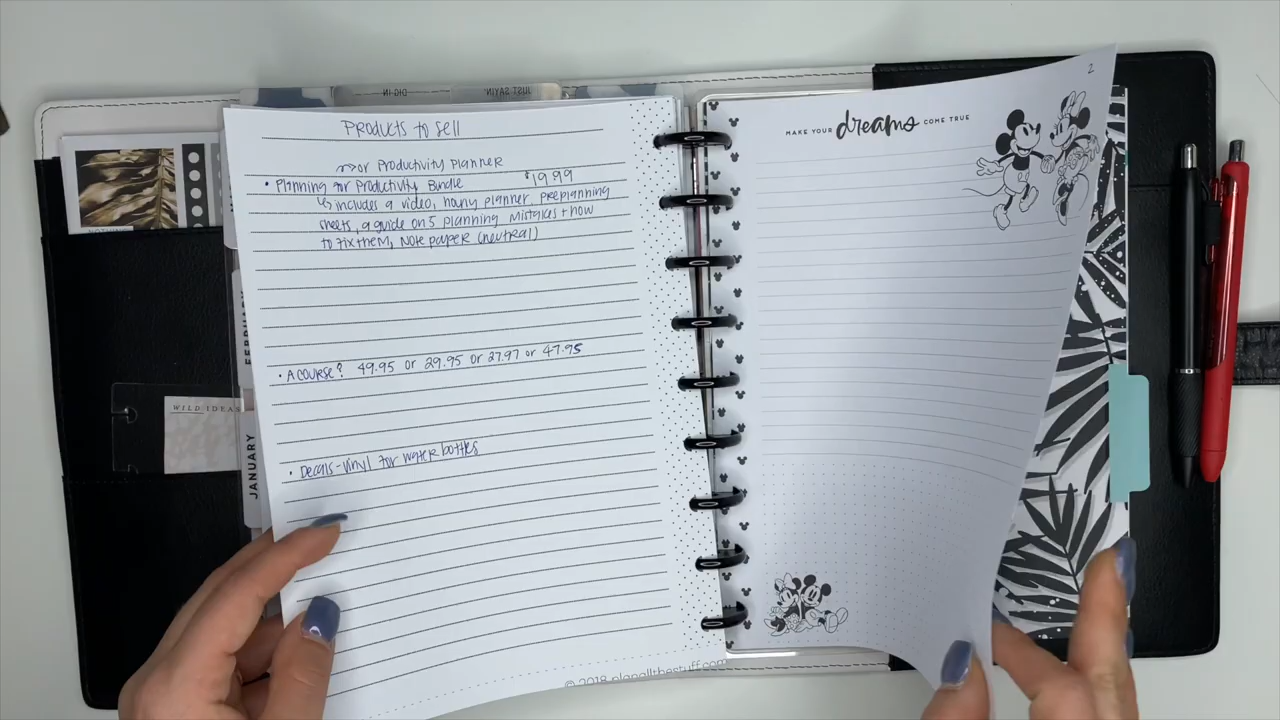 DIG IN
JUST SAYIN'
Products to sell
or Productivity Planner
• Planning for Productivity Bundle $19.99
↳ includes a video, hourly planner, preplanning
sheets, a guide on 5 planning mistakes + how
to fix them, Note paper (neutral)
• A course? 49.95 or 29.95 or 27.97 or 47.95
• Decals - vinyl for water bottles
© 2018 planallthestuff.com
FEBRUARY
JANUARY
WILD IDEAS
2
MAKE YOUR dreams COME TRUE